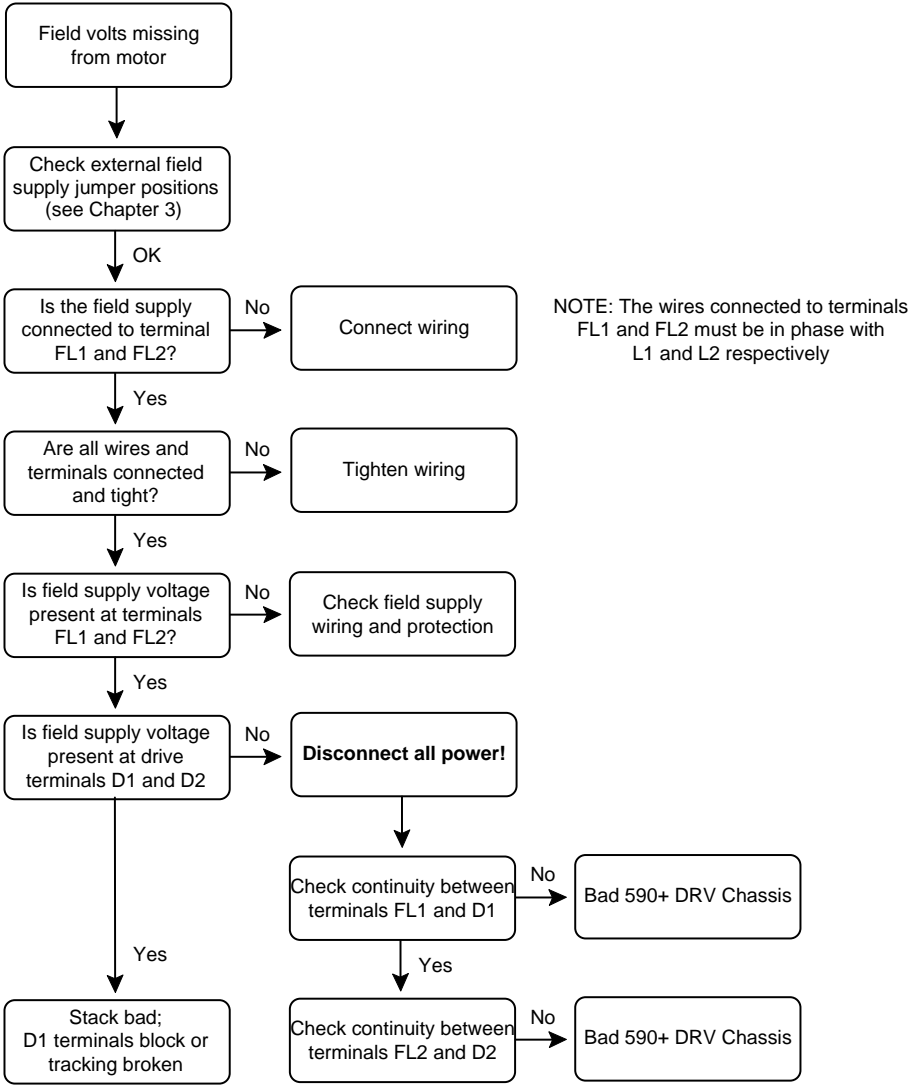 Field volts missing
from motor
Check external field
supply jumper positions
(see Chapter 3)
OK
Is the field supply
connected to terminal
FL1 and FL2?
No
Connect wiring
NOTE: The wires connected to terminals
FL1 and FL2 must be in phase with
L1 and L2 respectively
Yes
Are all wires and
terminals connected
and tight?
No
Tighten wiring
Yes
Is field supply voltage
present at terminals
FL1 and FL2?
No
Check field supply
wiring and protection
Yes
Is field supply voltage
present at drive
terminals D1 and D2
No
Disconnect all power!
Check continuity between
terminals FL1 and D1
No
Bad 590+ DRV Chassis
Yes
Yes
Stack bad;
D1 terminals block or
tracking broken
Check continuity between
terminals FL2 and D2
No
Bad 590+ DRV Chassis